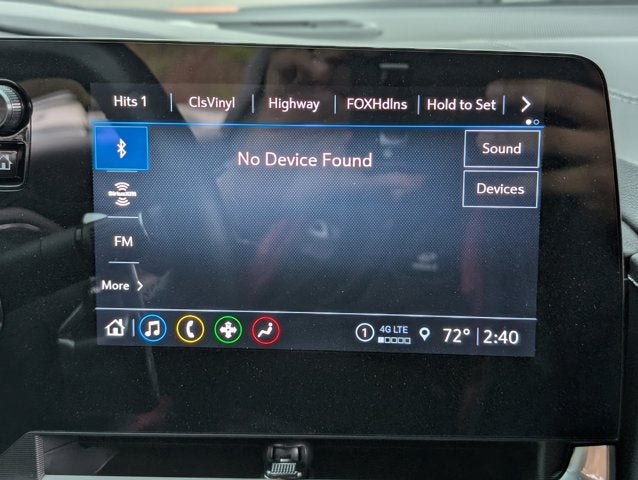 Hits 1 ClsVinyl Highway FOXHdlns Hold to Set
No Device Found
Sound
SiriusXM
Devices
FM
More
1 4G LTE 72° 2:40